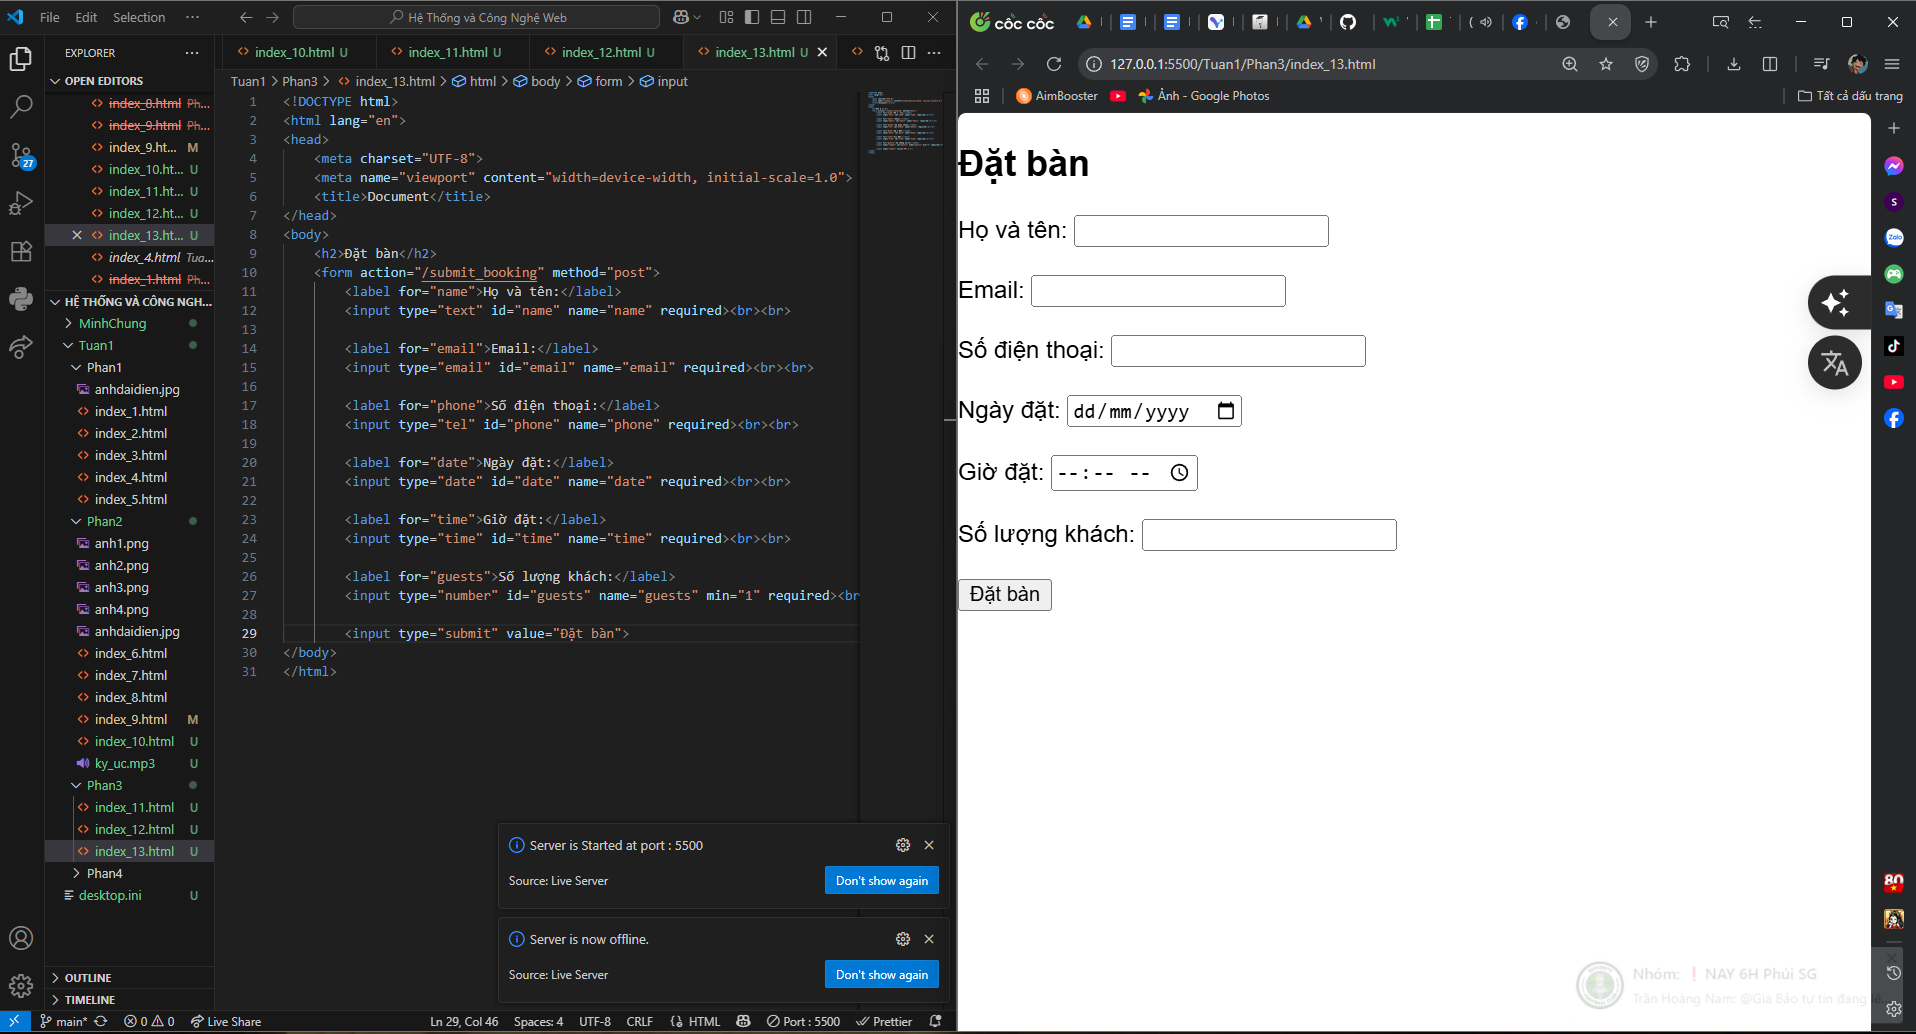 File Edit Selection ···
Hệ Thống và Công Nghệ Web
EXPLORER
OPEN EDITORS
index_8.html Ph...
index_9.html Ph...
index_9.ht... M
index_10.ht... U
index_11.ht... U
index_12.ht... U
index_13.ht... U
index_4.html Tua...
index_1.html Ph...
HỆ THỐNG VÀ CÔNG NGH...
MinhChung
Tuan1
Phan1
anhdaidien.jpg
index_1.html
index_2.html
index_3.html
index_4.html
index_5.html
Phan2
anh1.png
anh2.png
anh3.png
anh4.png
anhdaidien.jpg
index_6.html
index_7.html
index_8.html
index_9.html M
index_10.html U
ky_uc.mp3 U
Phan3
index_11.html U
index_12.html U
index_13.html U
Phan4
desktop.ini U
OUTLINE
TIMELINE
27
index_10.html U index_11.html U index_12.html U index_13.html U
Tuan1 > Phan3 > index_13.html > html > body > form > input
1 <!DOCTYPE html>
2 <html lang="en">
3 <head>
4 <meta charset="UTF-8">
5 <meta name="viewport" content="width=device-width, initial-scale=1.0">
6 <title>Document</title>
7 </head>
8 <body>
9 <h2>Đặt bàn</h2>
10 <form action="/submit_booking" method="post">
11 <label for="name">Họ và tên:</label>
12 <input type="text" id="name" name="name" required><br><br>
13
14 <label for="email">Email:</label>
15 <input type="email" id="email" name="email" required><br><br>
16
17 <label for="phone">Số điện thoại:</label>
18 <input type="tel" id="phone" name="phone" required><br><br>
19
20 <label for="date">Ngày đặt:</label>
21 <input type="date" id="date" name="date" required><br><br>
22
23 <label for="time">Giờ đặt:</label>
24 <input type="time" id="time" name="time" required><br><br>
25
26 <label for="guests">Số lượng khách:</label>
27 <input type="number" id="guests" name="guests" min="1" required><br
28
29 <input type="submit" value="Đặt bàn">
30 </body>
31 </html>
Server is Started at port : 5500
Source: Live Server
Don't show again
Server is now offline.
Source: Live Server
Don't show again
main* 0 0 Live Share Ln 29, Col 46 Spaces: 4 UTF-8 CRLF HTML Port : 5500 Prettier
cốc cốc
127.0.0.1:5500/Tuan1/Phan3/index_13.html
AimBooster Ảnh - Google Photos Tất cả dấu trang
Đặt bàn
Họ và tên:
Email:
Số điện thoại:
Ngày đặt: dd/mm/yyyy
Giờ đặt: --:-- --
Số lượng khách:
Đặt bàn
S
Zalo
80
Nhóm: ❗ NAY 6H Phủi SG
Trần Hoàng Nam: @Gia Bảo tự tin đang lê